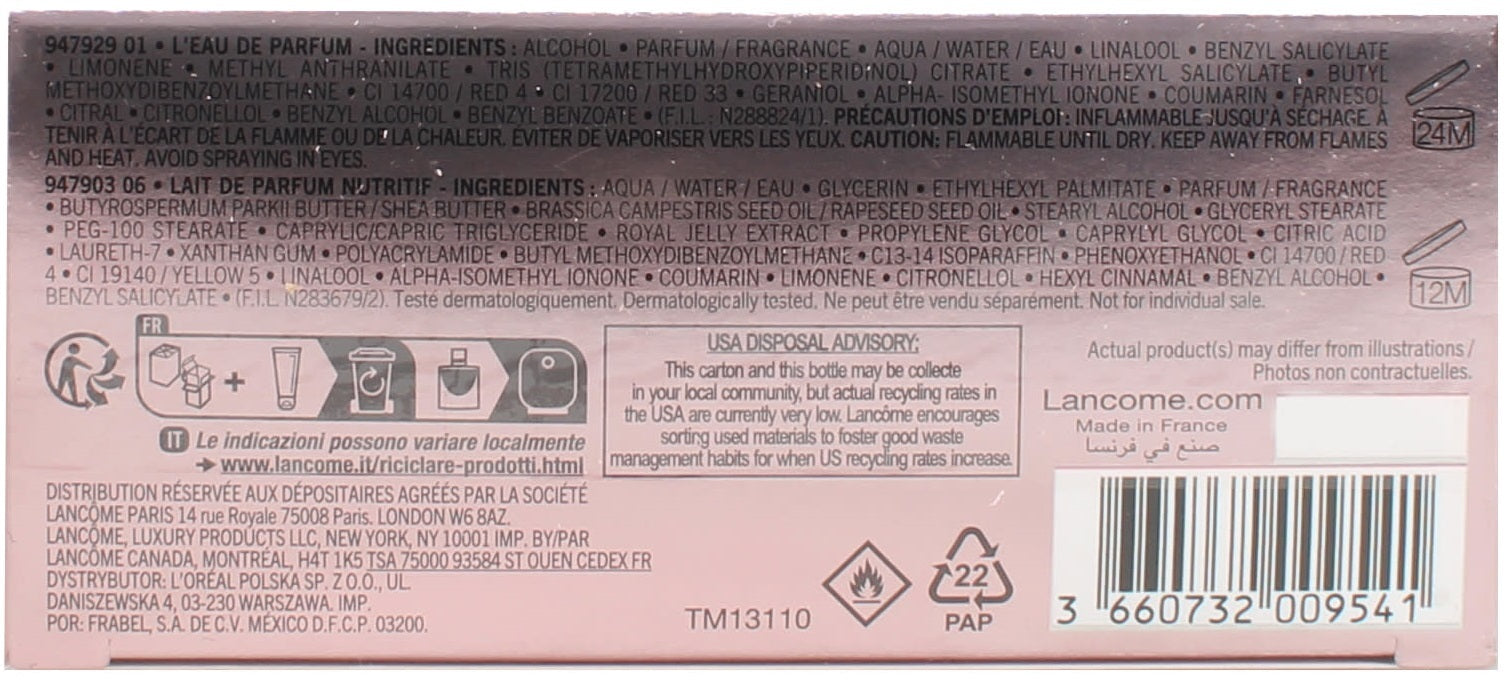 947929 01 • L'EAU DE PARFUM - INGREDIENTS : ALCOHOL • PARFUM / FRAGRANCE • AQUA / WATER / EAU • LINALOOL • BENZYL SALICYLATE
• LIMONENE • METHYL ANTHRANILATE • TRIS (TETRAMETHYLHYDROXYPIPERIDINOL) CITRATE • ETHYLHEXYL SALICYLATE • BUTYL
METHOXYDIBENZOYLMETHANE • CI 14700 / RED 4 • CI 17200 / RED 33 • GERANIOL • ALPHA- ISOMETHYL IONONE • COUMARIN • FARNESOL
• CITRAL • CITRONELLOL • BENZYL ALCOHOL • BENZYL BENZOATE • (F.I.L. : N288824/1). PRÉCAUTIONS D'EMPLOI : INFLAMMABLE JUSQU'À SÉCHAGE. À
TENIR À L'ÉCART DE LA FLAMME OU DE LA CHALEUR. ÉVITER DE VAPORISER VERS LES YEUX. CAUTION: FLAMMABLE UNTIL DRY. KEEP AWAY FROM FLAMES
AND HEAT. AVOID SPRAYING IN EYES.
24M
947903 06 • LAIT DE PARFUM NUTRITIF - INGREDIENTS : AQUA / WATER / EAU • GLYCERIN • ETHYLHEXYL PALMITATE • PARFUM / FRAGRANCE
• BUTYROSPERMUM PARKII BUTTER / SHEA BUTTER • BRASSICA CAMPESTRIS SEED OIL / RAPESEED SEED OIL • STEARYL ALCOHOL • GLYCERYL STEARATE
• PEG-100 STEARATE • CAPRYLIC/CAPRIC TRIGLYCERIDE • ROYAL JELLY EXTRACT • PROPYLENE GLYCOL • CAPRYLYL GLYCOL • CITRIC ACID
• LAURETH-7 • XANTHAN GUM • POLYACRYLAMIDE • BUTYL METHOXYDIBENZOYLMETHANE • C13-14 ISOPARAFFIN • PHENOXYETHANOL • CI 14700 / RED
4 • CI 19140 / YELLOW 5 • LINALOOL • ALPHA-ISOMETHYL IONONE • COUMARIN • LIMONENE • CITRONELLOL • HEXYL CINNAMAL • BENZYL ALCOHOL •
BENZYL SALICYLATE • (F.I.L. N283679/2). Testé dermatologiquement. Dermatologically tested. Ne peut être vendu séparément. Not for individual sale.
12M
FR
+
IT Le indicazioni possono variare localmente
➔ www.lancome.it/riciclare-prodotti.html
USA DISPOSAL ADVISORY:
This carton and this bottle may be collecte
in your local community, but actual recycling rates in
the USA are currently very low. Lancôme encourages
sorting used materials to foster good waste
management habits for when US recycling rates increase.
Actual product(s) may differ from illustrations /
Photos non contractuelles.
Lancome.com
Made in France
صنع في فرنسا
DISTRIBUTION RÉSERVÉE AUX DÉPOSITAIRES AGRÉÉS PAR LA SOCIÉTÉ
LANCÔME PARIS 14 rue Royale 75008 Paris. LONDON W6 8AZ.
LANCÔME, LUXURY PRODUCTS LLC, NEW YORK, NY 10001 IMP. BY/PAR
LANCÔME CANADA, MONTRÉAL, H4T 1K5 TSA 75000 93584 ST OUEN CEDEX FR
DYSTRYBUTOR: L'ORÉAL POLSKA SP. Z O.O., UL.
DANISZEWSKA 4, 03-230 WARSZAWA. IMP.
POR: FRABEL, S.A. DE C.V. MÉXICO D.F.C.P. 03200.
TM13110
22
PAP
3 660732 009541